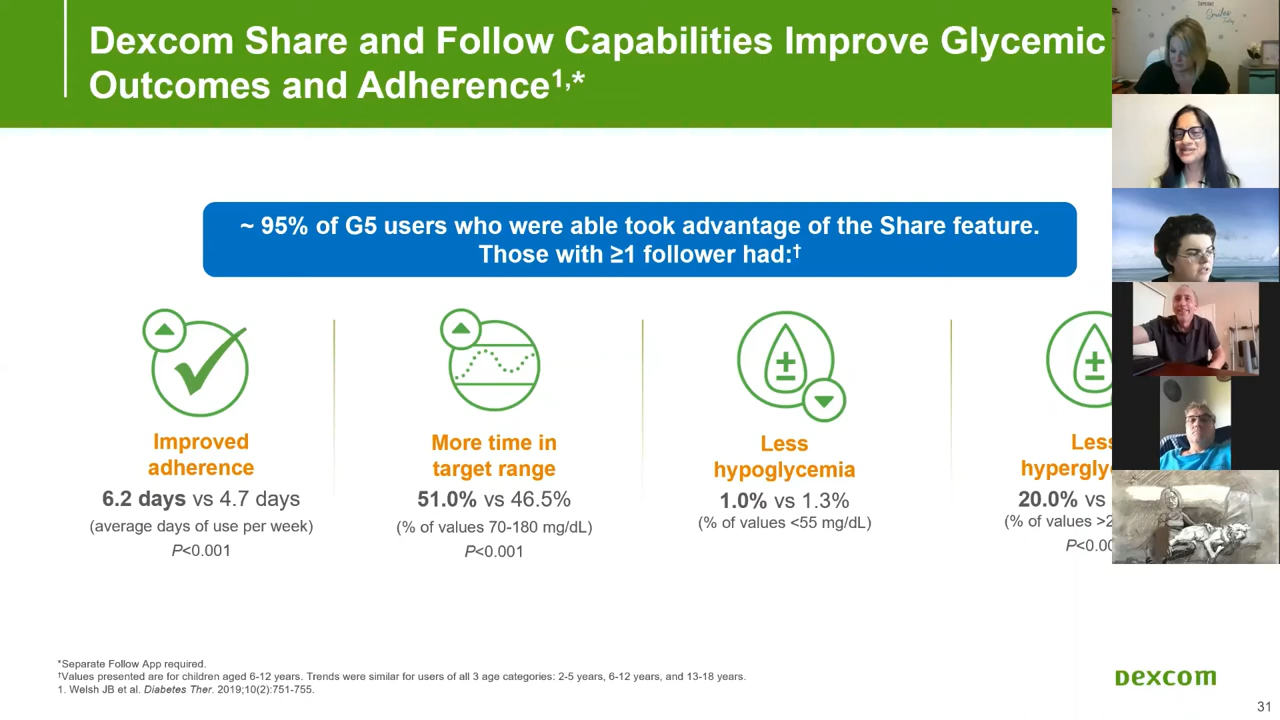 Dexcom Share and Follow Capabilities Improve Glycemic
Outcomes and Adherence¹,*
~ 95% of G5 users who were able took advantage of the Share feature.
Those with ≥1 follower had:†
Improved
adherence
6.2 days vs 4.7 days
(average days of use per week)
P<0.001
More time in
target range
51.0% vs 46.5%
(% of values 70-180 mg/dL)
P<0.001
Less
hypoglycemia
1.0% vs 1.3%
(% of values <55 mg/dL)
Less
20.0% vs
(% of values >2
P<0.00
*Separate Follow App required.
†Values presented are for children aged 6-12 years. Trends were similar for users of all 3 age categories: 2-5 years, 6-12 years, and 13-18 years.
1. Welsh JB et al. Diabetes Ther. 2019;10(2):751-755.
Dexcom
31
Smiles